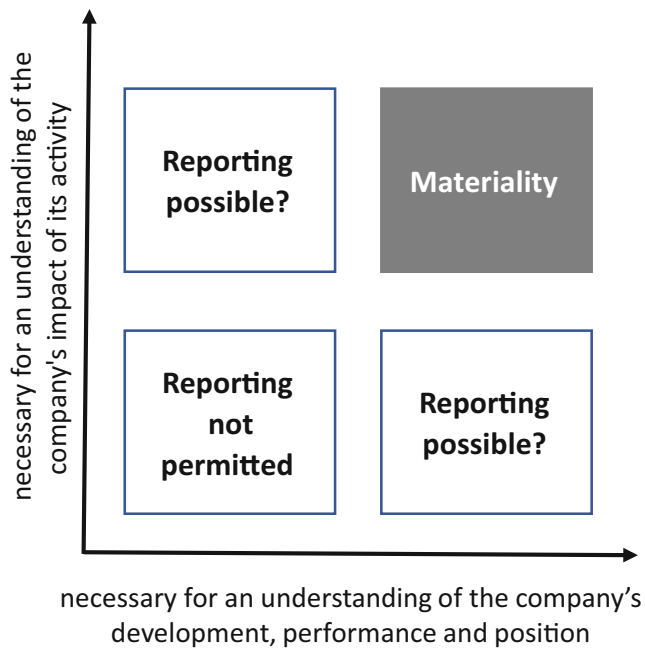 necessary for an understanding of the
company's impact of its activity
Reporting
possible?
Materiality
Reporting
not
permitted
Reporting
possible?
necessary for an understanding of the company’s
development, performance and position